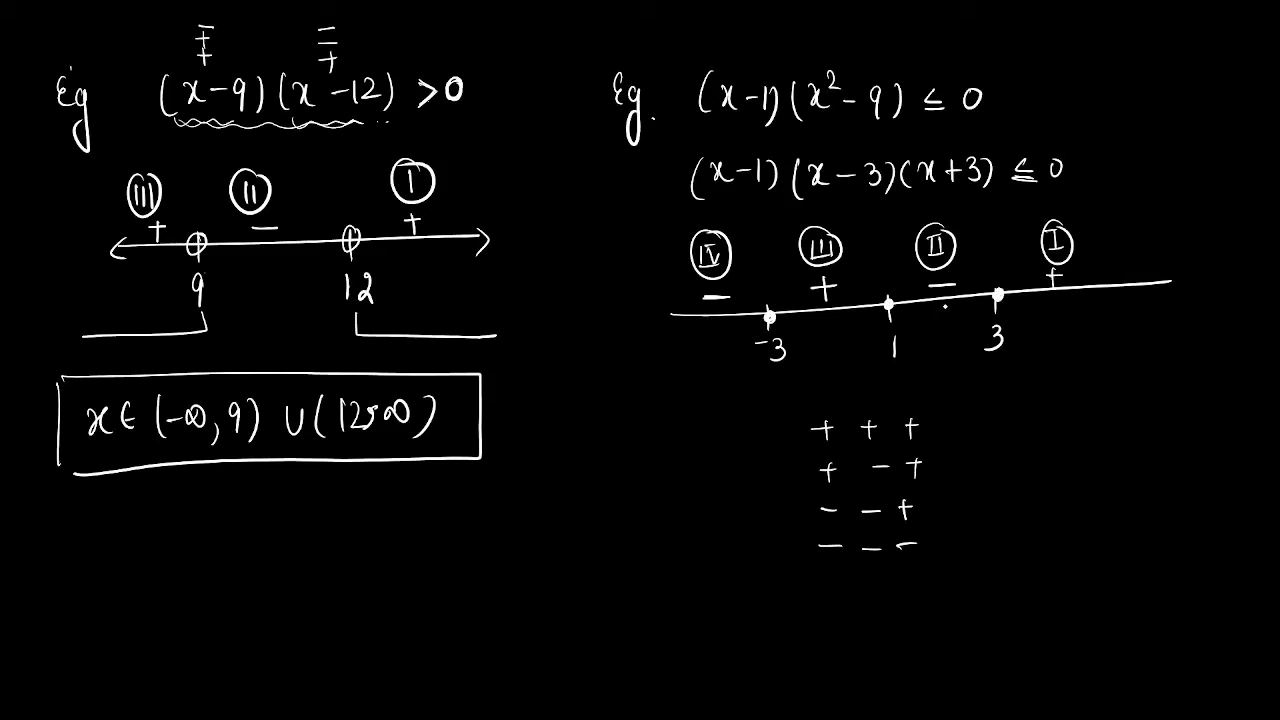 Eg (x-9)(x-12) > 0
III II I
+ - +
9 12
x ∈ (-∞, 9) ∪ (12, ∞)
Eg. (x-1)(x²-9) ≤ 0
(x-1)(x-3)(x+3) ≤ 0
IV III II I
- + - +
-3 1 3
+ + +
+ - +
- - +
- - -